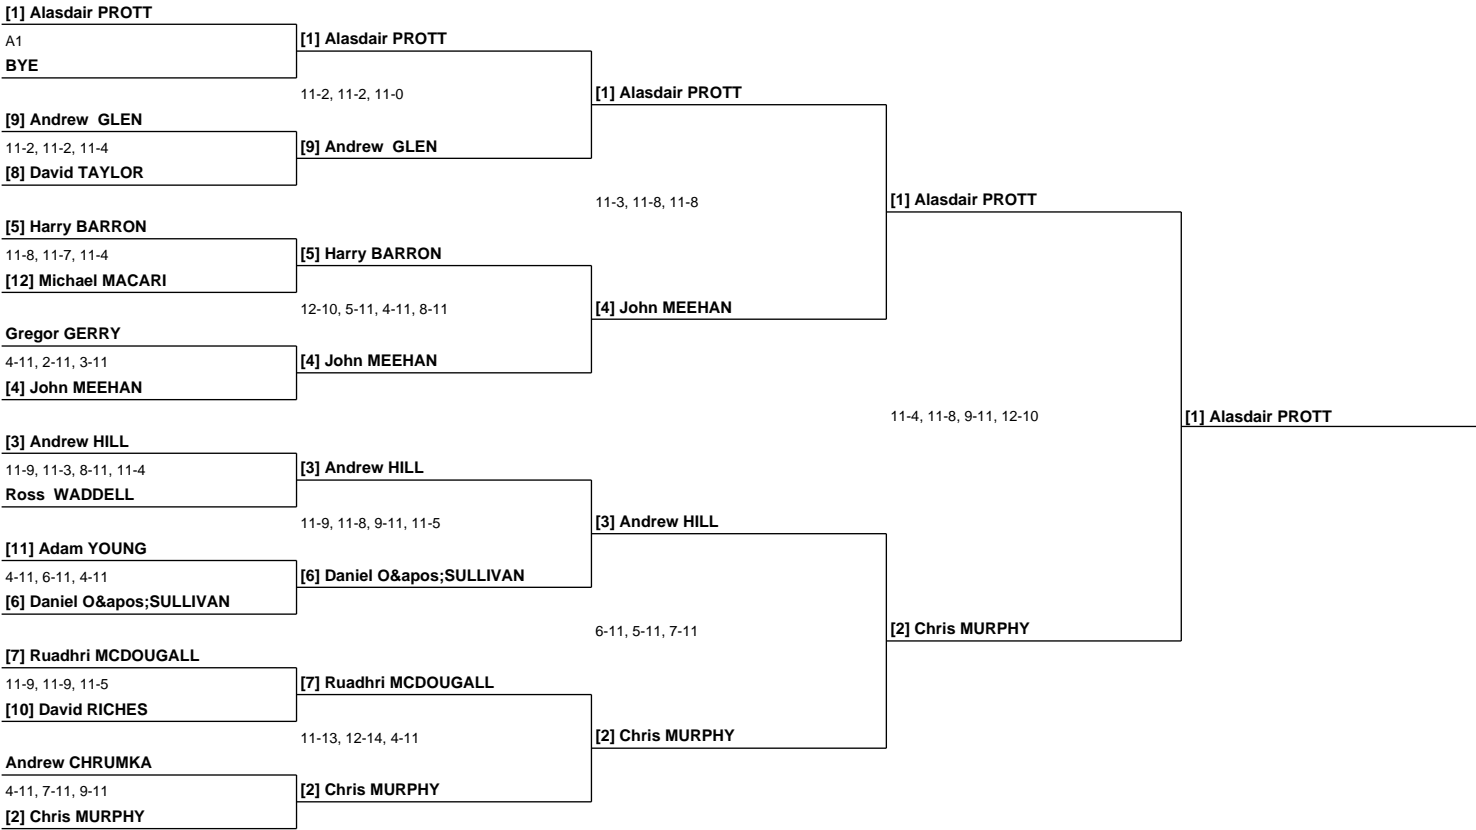 [1] Alasdair PROTT
A1
BYE
[9] Andrew  GLEN
11-2, 11-2, 11-4
[8] David TAYLOR
[5] Harry BARRON
11-8, 11-7, 11-4
[12] Michael MACARI
Gregor GERRY
4-11, 2-11, 3-11
[4] John MEEHAN
[3] Andrew HILL
11-9, 11-3, 8-11, 11-4
Ross  WADDELL
[11] Adam YOUNG
4-11, 6-11, 4-11
[6] Daniel O&apos;SULLIVAN
[7] Ruadhri MCDOUGALL
11-9, 11-9, 11-5
[10] David RICHES
Andrew CHRUMKA
4-11, 7-11, 9-11
[2] Chris MURPHY
[1] Alasdair PROTT
11-2, 11-2, 11-0
[9] Andrew  GLEN
[5] Harry BARRON
12-10, 5-11, 4-11, 8-11
[4] John MEEHAN
[3] Andrew HILL
11-9, 11-8, 9-11, 11-5
[6] Daniel O&apos;SULLIVAN
[7] Ruadhri MCDOUGALL
11-13, 12-14, 4-11
[2] Chris MURPHY
[1] Alasdair PROTT
11-3, 11-8, 11-8
[4] John MEEHAN
[3] Andrew HILL
6-11, 5-11, 7-11
[2] Chris MURPHY
[1] Alasdair PROTT
11-4, 11-8, 9-11, 12-10
[2] Chris MURPHY
[1] Alasdair PROTT